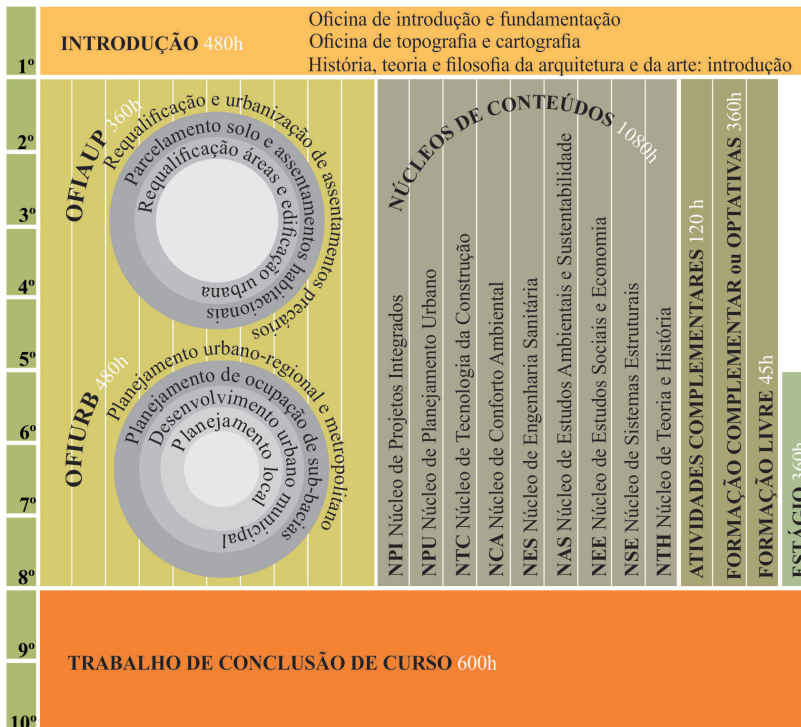 INTRODUÇÃO 480h
Oficina de introdução e fundamentação
Oficina de topografia e cartografia
História, teoria e filosofia da arquitetura e da arte: introdução
1º
2º
3º
4º
5º
6º
7º
8º
9º
10º
OFIAUP 360h
Requalificação e urbanização de assentamentos precários
Parcelamento solo e assentamentos habitacionais
Requalificação áreas e edificação urbana
OFIURB 480h
Planejamento urbano-regional e metropolitano
Planejamento de ocupação de sub-bacias
Desenvolvimento urbano municipal
Planejamento local
NÚCLEOS DE CONTEÚDOS 1080h
NPI Núcleo de Projetos Integrados
NPU Núcleo de Planejamento Urbano
NTC Núcleo de Tecnologia da Construção
NCA Núcleo de Conforto Ambiental
NES Núcleo de Engenharia Sanitária
NAS Núcleo de Estudos Ambientais e Sustentabilidade
NEE Núcleo de Estudos Sociais e Economia
NSE Núcleo de Sistemas Estruturais
NTH Núcleo de Teoria e História
ATIVIDADES COMPLEMENTARES 120 h
FORMAÇÃO COMPLEMENTAR ou OPTATIVAS 360h
FORMAÇÃO LIVRE 45h
ESTÁGIO 360h
TRABALHO DE CONCLUSÃO DE CURSO 600h